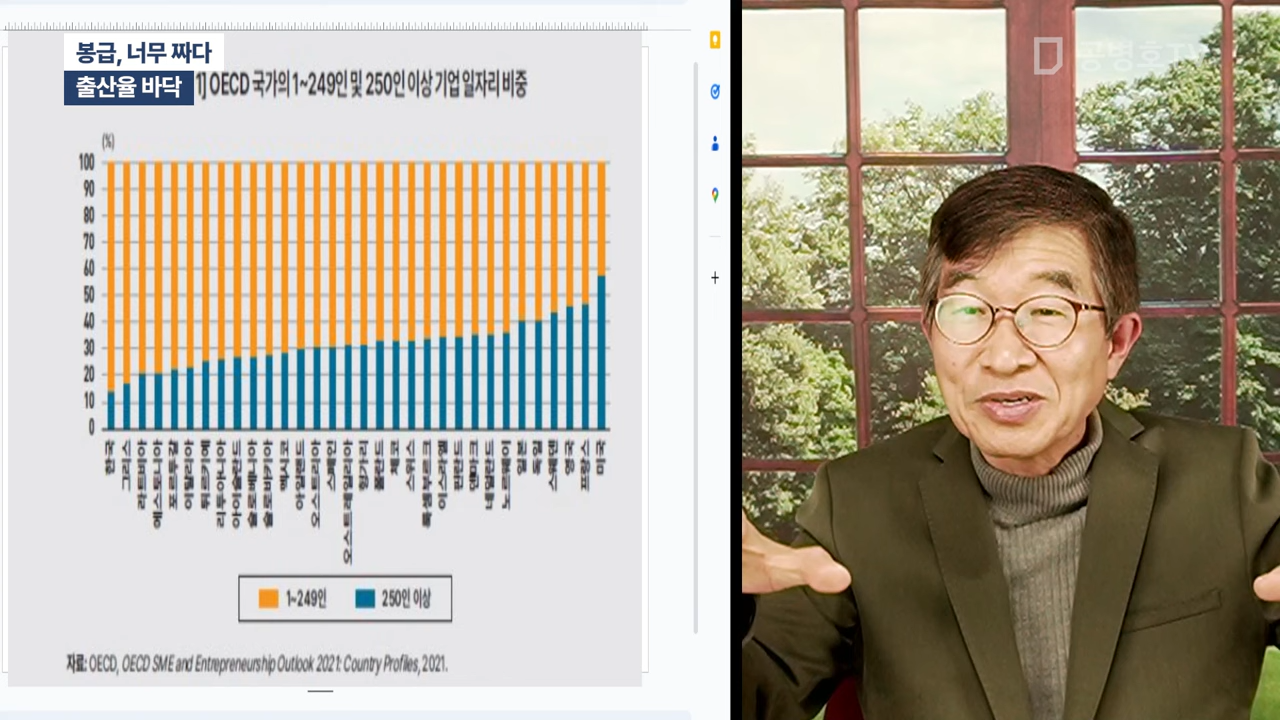 봉급, 너무 짜다
출산율 바닥
1] OECD 국가의 1~249인 및 250인 이상 기업 일자리 비중
공병호TV
(%)
100
90
80
70
60
50
40
30
20
10
0
한국
그리스
라트비아
에스토니아
포르투갈
이탈리아
튀르키예
리투아니아
아이슬란드
슬로베니아
슬로바키아
멕시코
아일랜드
오스트리아
스페인
오스트레일리아
헝가리
폴란드
체코
스위스
룩셈부르크
이스라엘
핀란드
덴마크
네덜란드
노르웨이
일본
독일
스웨덴
영국
프랑스
미국
1~249인
250인 이상
자료: OECD, OECD SME and Entrepreneurship Outlook 2021: Country Profiles, 2021.